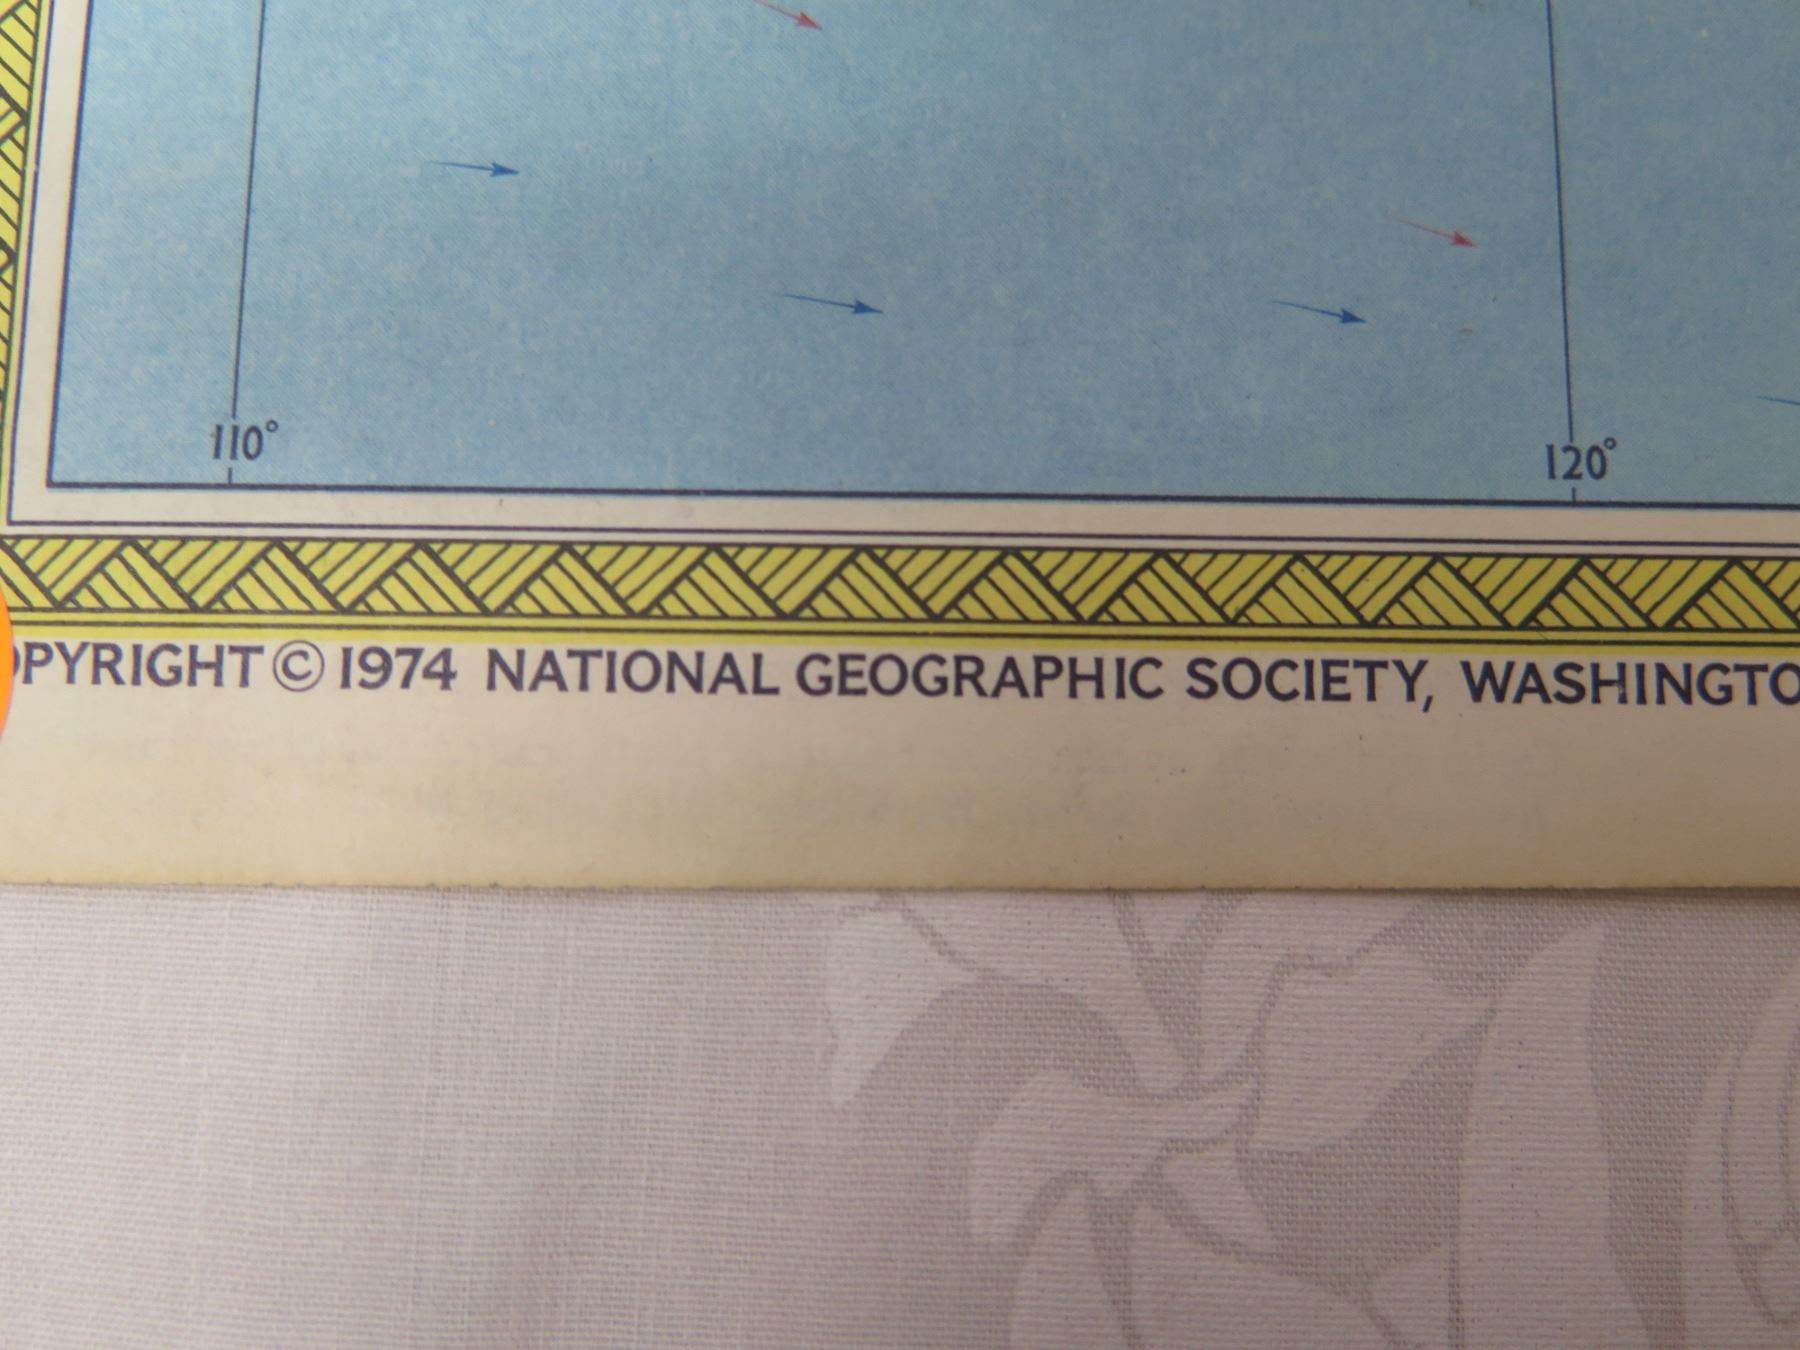 110° 120°
OPYRIGHT © 1974 NATIONAL GEOGRAPHIC SOCIETY, WASHINGTO